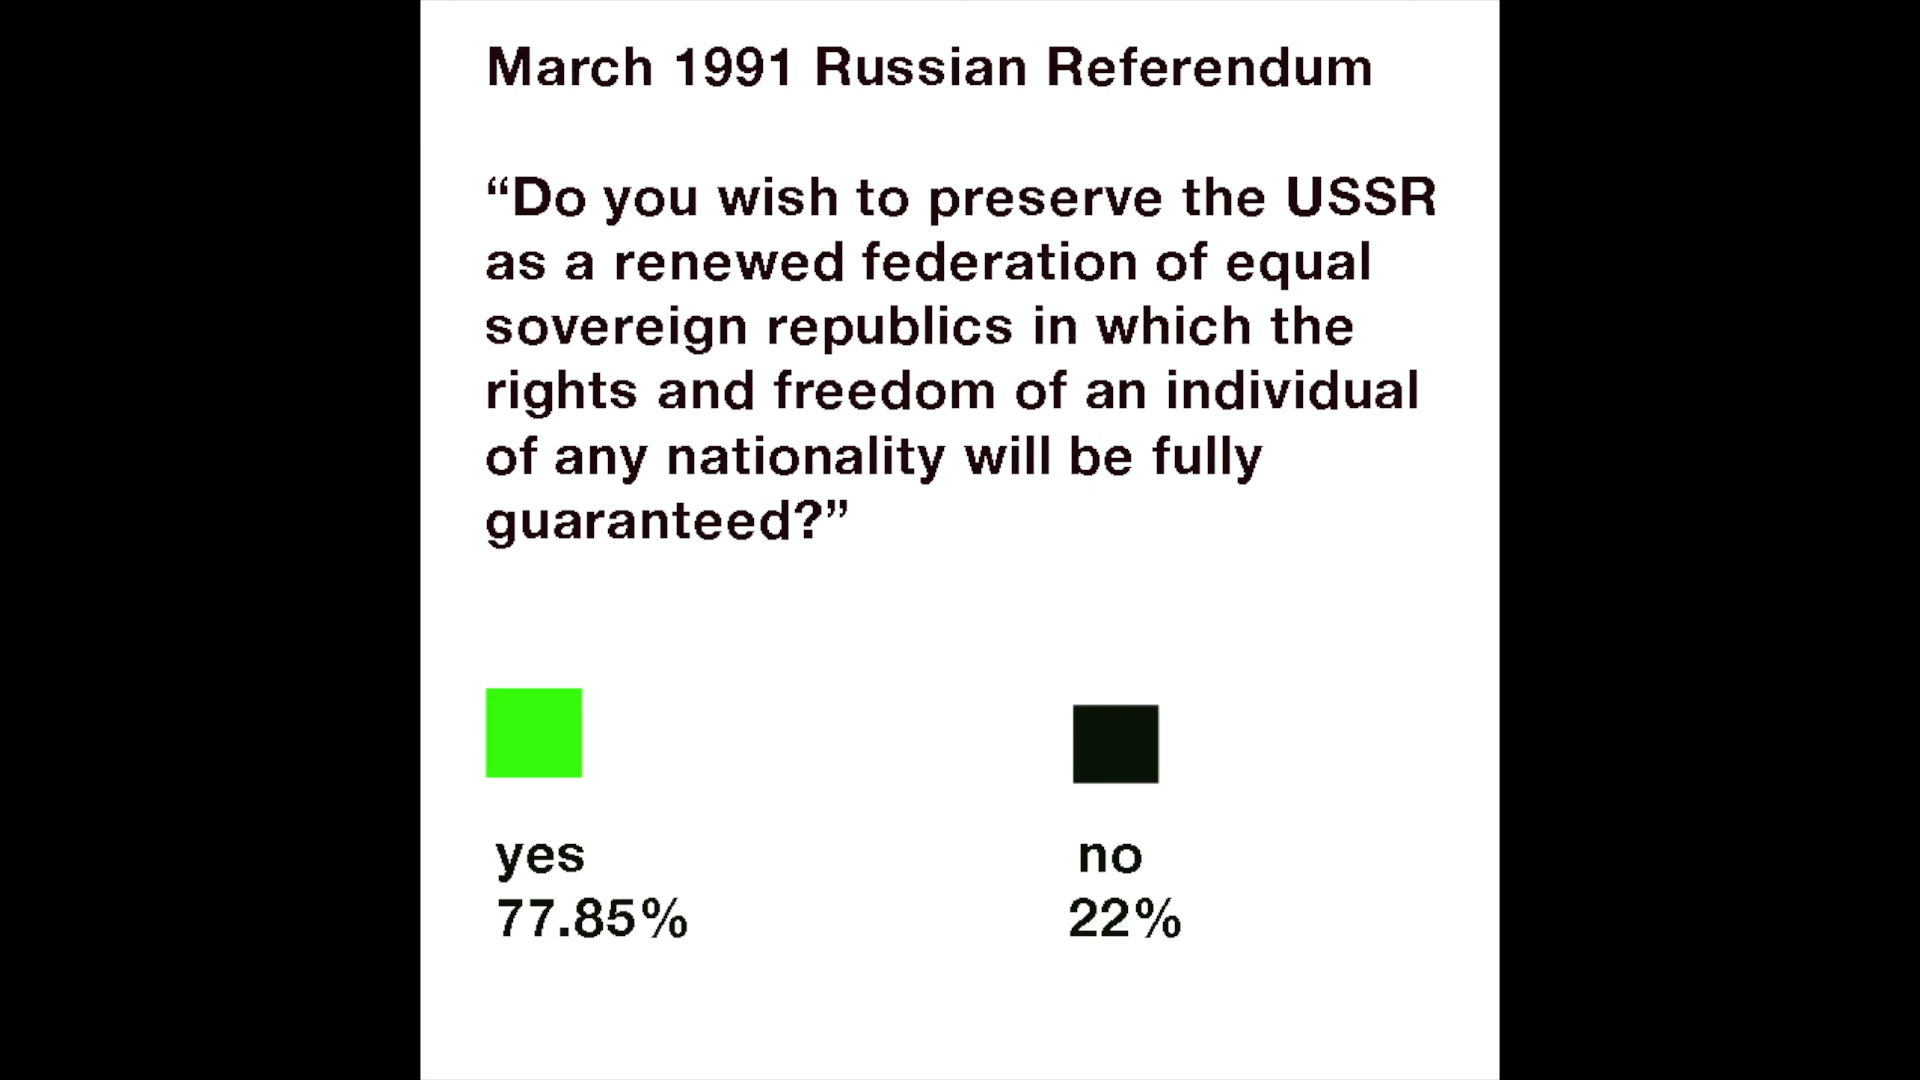 March 1991 Russian Referendum
“Do you wish to preserve the USSR
as a renewed federation of equal
sovereign republics in which the
rights and freedom of an individual
of any nationality will be fully
guaranteed?”
yes no
77.85% 22%